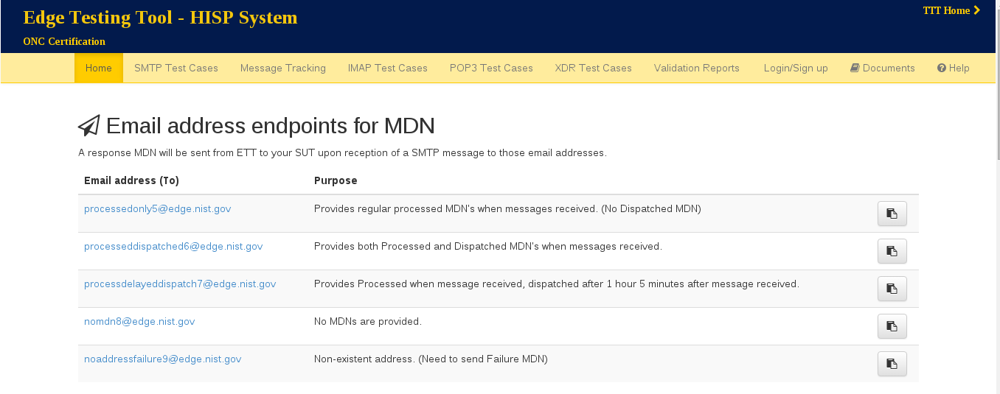 Edge Testing Tool - HISP System
TTT Home
ONC Certification
Home SMTP Test Cases Message Tracking IMAP Test Cases POP3 Test Cases XDR Test Cases Validation Reports Login/Sign up Documents Help
Email address endpoints for MDN
A response MDN will be sent from ETT to your SUT upon reception of a SMTP message to those email addresses.
Email address (To) Purpose
processedonly5@edge.nist.gov Provides regular processed MDN's when messages received. (No Dispatched MDN)
processeddispatched6@edge.nist.gov Provides both Processed and Dispatched MDN's when messages received.
processdelayeddispatch7@edge.nist.gov Provides Processed when message received, dispatched after 1 hour 5 minutes after message received.
nomdn8@edge.nist.gov No MDNs are provided.
noaddressfailure9@edge.nist.gov Non-existent address. (Need to send Failure MDN)